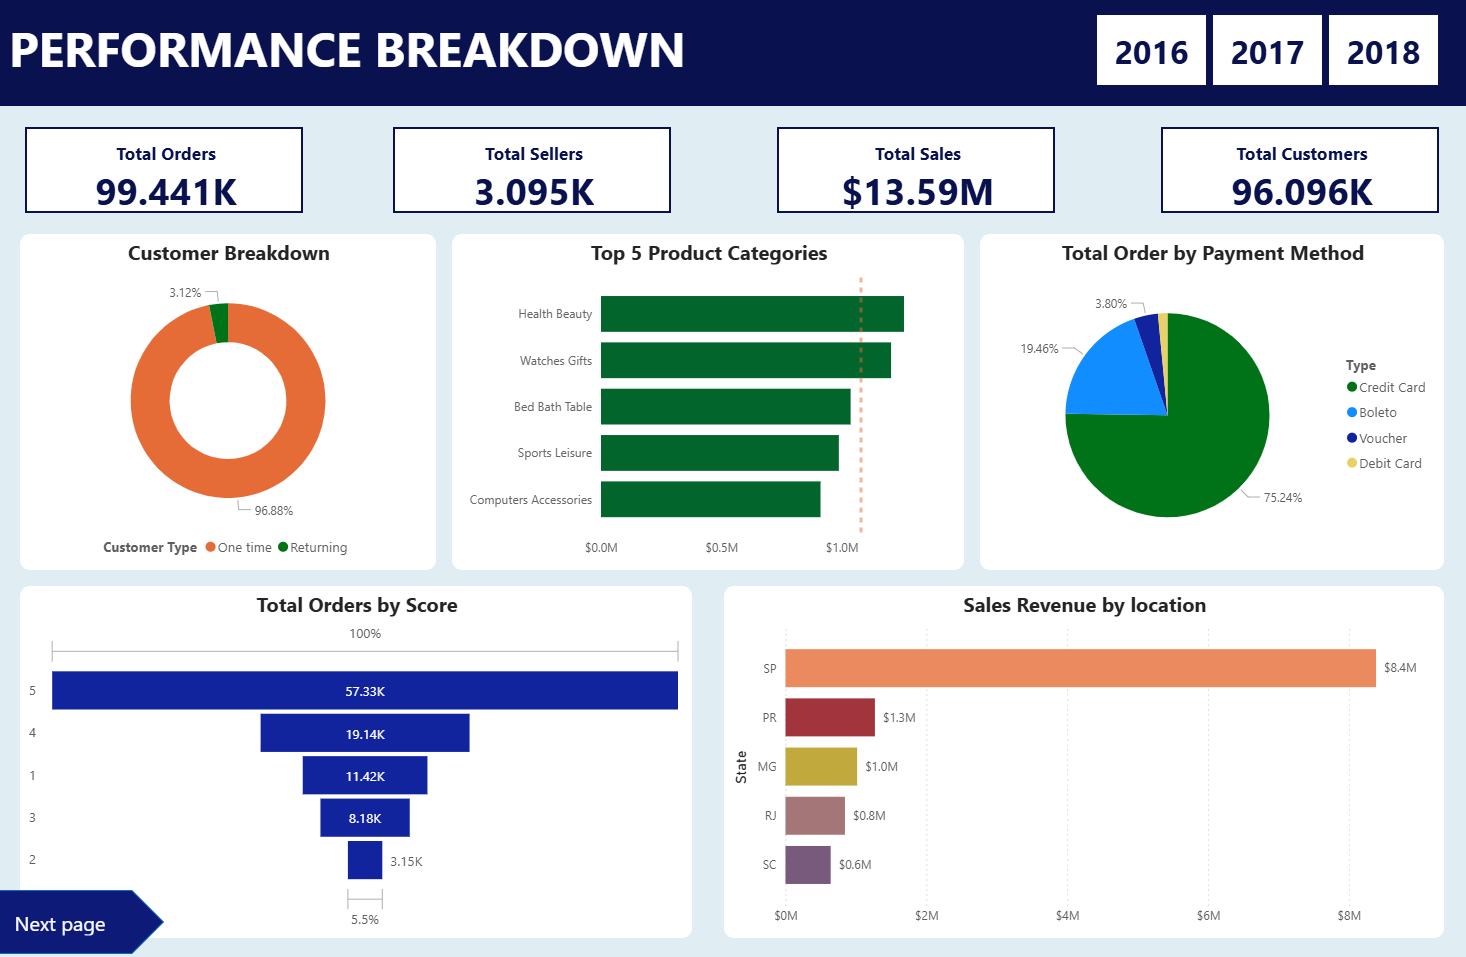 PERFORMANCE BREAKDOWN
2016 2017 2018
Total Orders
99.441K
Total Sellers
3.095K
Total Sales
$13.59M
Total Customers
96.096K
Customer Breakdown
3.12%
96.88%
Customer Type One time Returning
Top 5 Product Categories
Health Beauty
Watches Gifts
Bed Bath Table
Sports Leisure
Computers Accessories
$0.0M $0.5M $1.0M
Total Order by Payment Method
3.80%
19.46%
75.24%
Type
Credit Card
Boleto
Voucher
Debit Card
Total Orders by Score
100%
5 57.33K
4 19.14K
1 11.42K
3 8.18K
2 3.15K
5.5%
Next page
Sales Revenue by location
State
SP $8.4M
PR $1.3M
MG $1.0M
RJ $0.8M
SC $0.6M
$0M $2M $4M $6M $8M